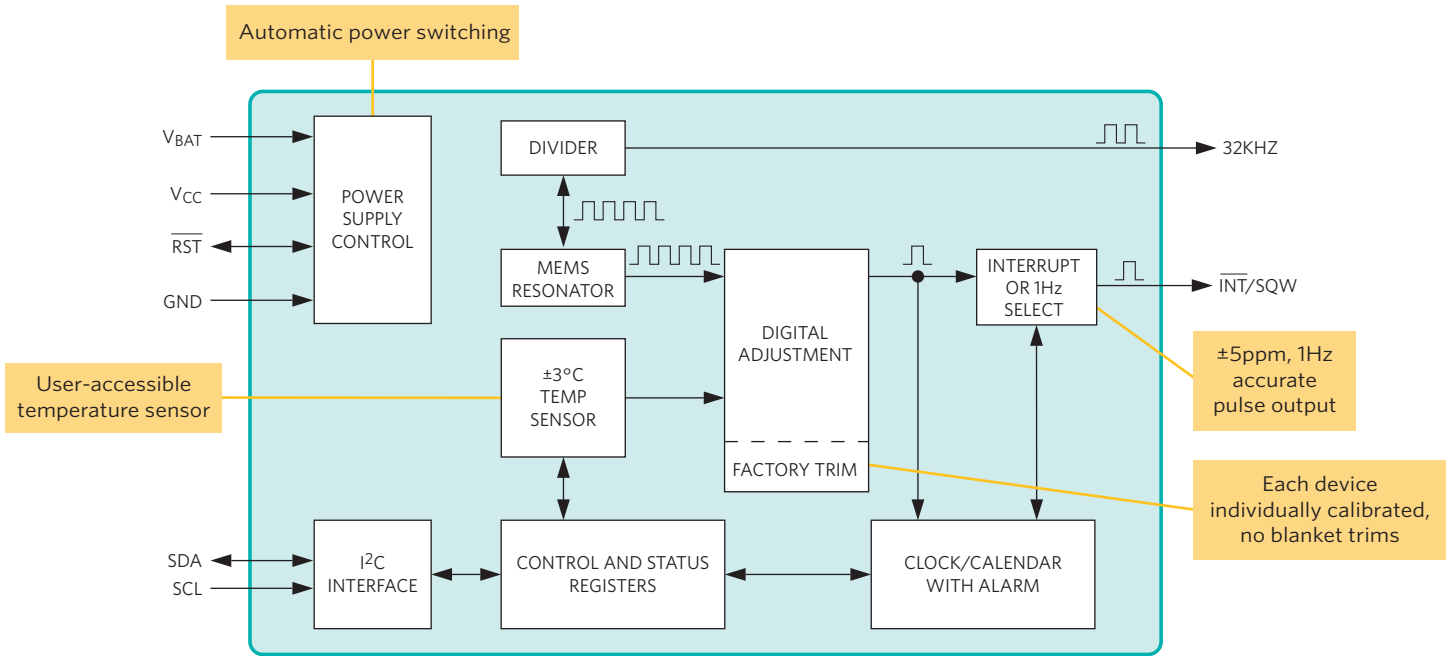 Automatic power switching
VBAT
VCC
RST
GND
POWER
SUPPLY
CONTROL
DIVIDER
32KHZ
MEMS
RESONATOR
DIGITAL
ADJUSTMENT
FACTORY TRIM
INTERRUPT
OR 1Hz
SELECT
INT/SQW
±5ppm, 1Hz
accurate
pulse output
User-accessible
temperature sensor
±3°C
TEMP
SENSOR
Each device
individually calibrated,
no blanket trims
SDA
SCL
I²C
INTERFACE
CONTROL AND STATUS
REGISTERS
CLOCK/CALENDAR
WITH ALARM